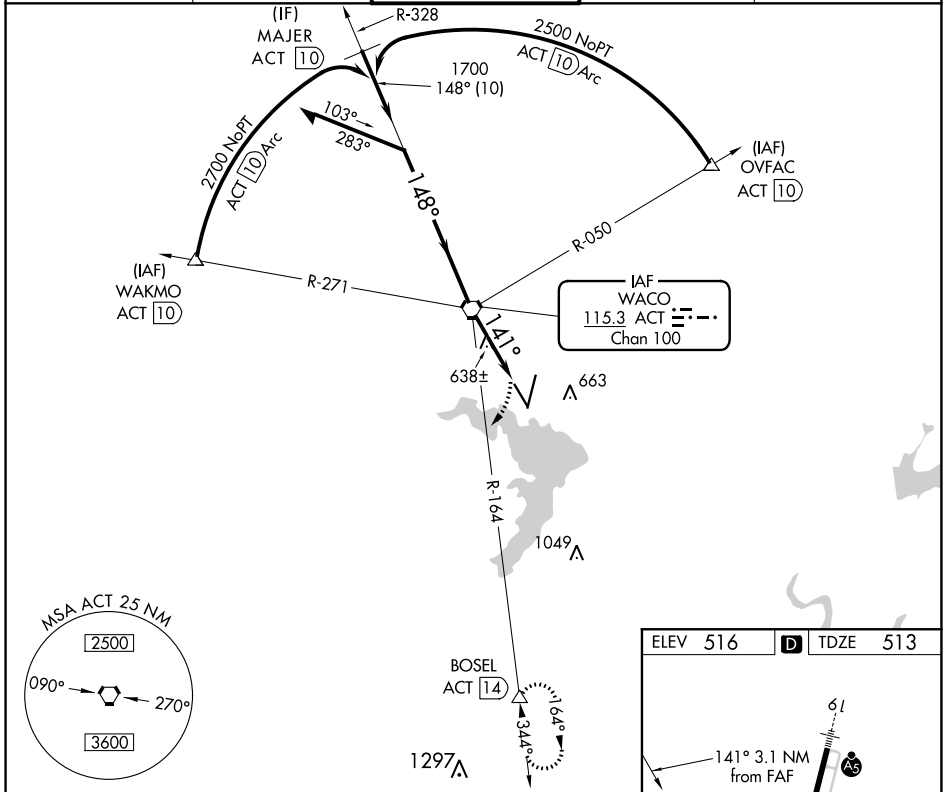 (IF)
MAJER
ACT 10
R-328
1700
148° (10)
2500 NoPT
ACT 10 Arc
2700 NoPT
ACT 10 Arc
103°
283°
148°
(IAF)
OVFAC
ACT 10
R-050
(IAF)
WAKMO
ACT 10
R-271
IAF
WACO
115.3 ACT
Chan 100
141°
638±
663
R-164
1049
MSA ACT 25 NM
2500
090°
270°
3600
BOSEL
ACT 14
164°
344°
1297
ELEV 516 D TDZE 513
19
141° 3.1 NM
from FAF
A5